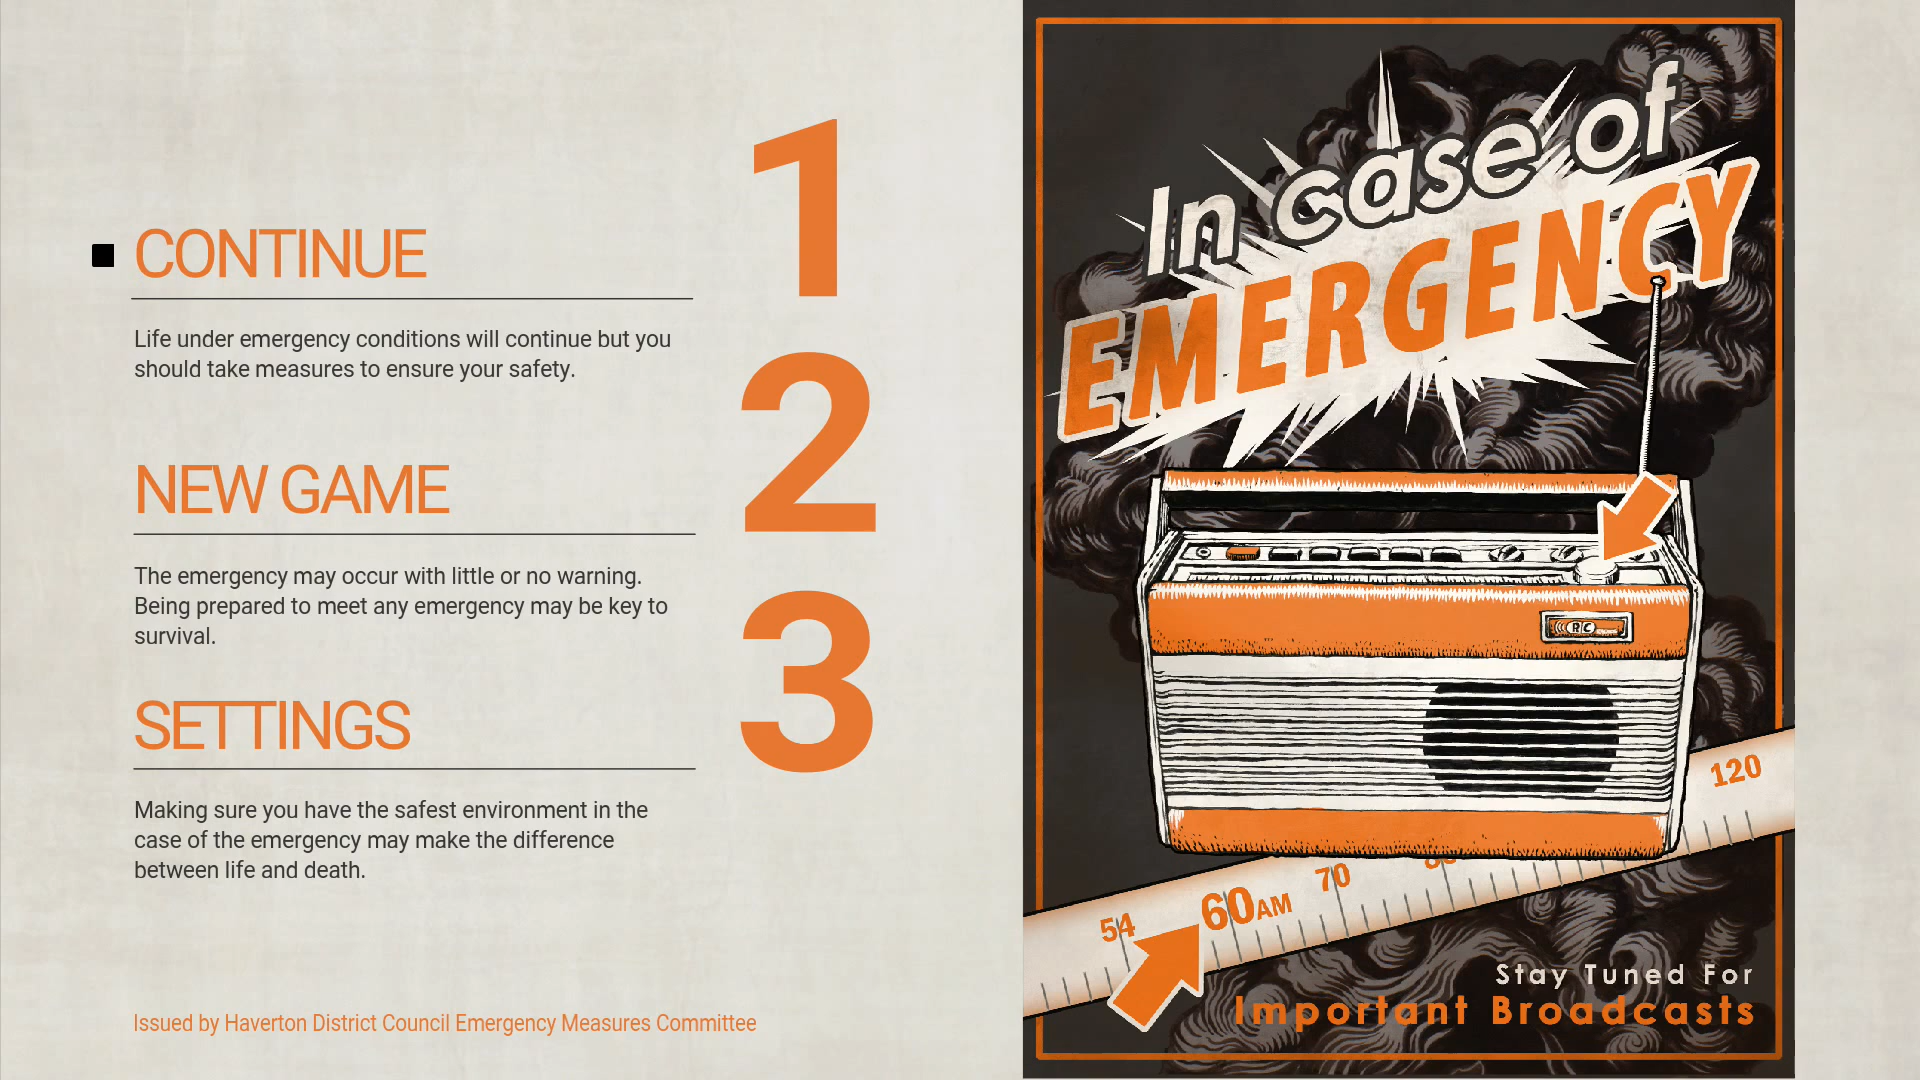 CONTINUE
1
Life under emergency conditions will continue but you
should take measures to ensure your safety.
NEW GAME
2
The emergency may occur with little or no warning.
Being prepared to meet any emergency may be key to
survival.
SETTINGS
3
Making sure you have the safest environment in the
case of the emergency may make the difference
between life and death.
Issued by Haverton District Council Emergency Measures Committee
In case of
EMERGENCY
RC
120
70
60AM
54
Stay Tuned For
Important Broadcasts